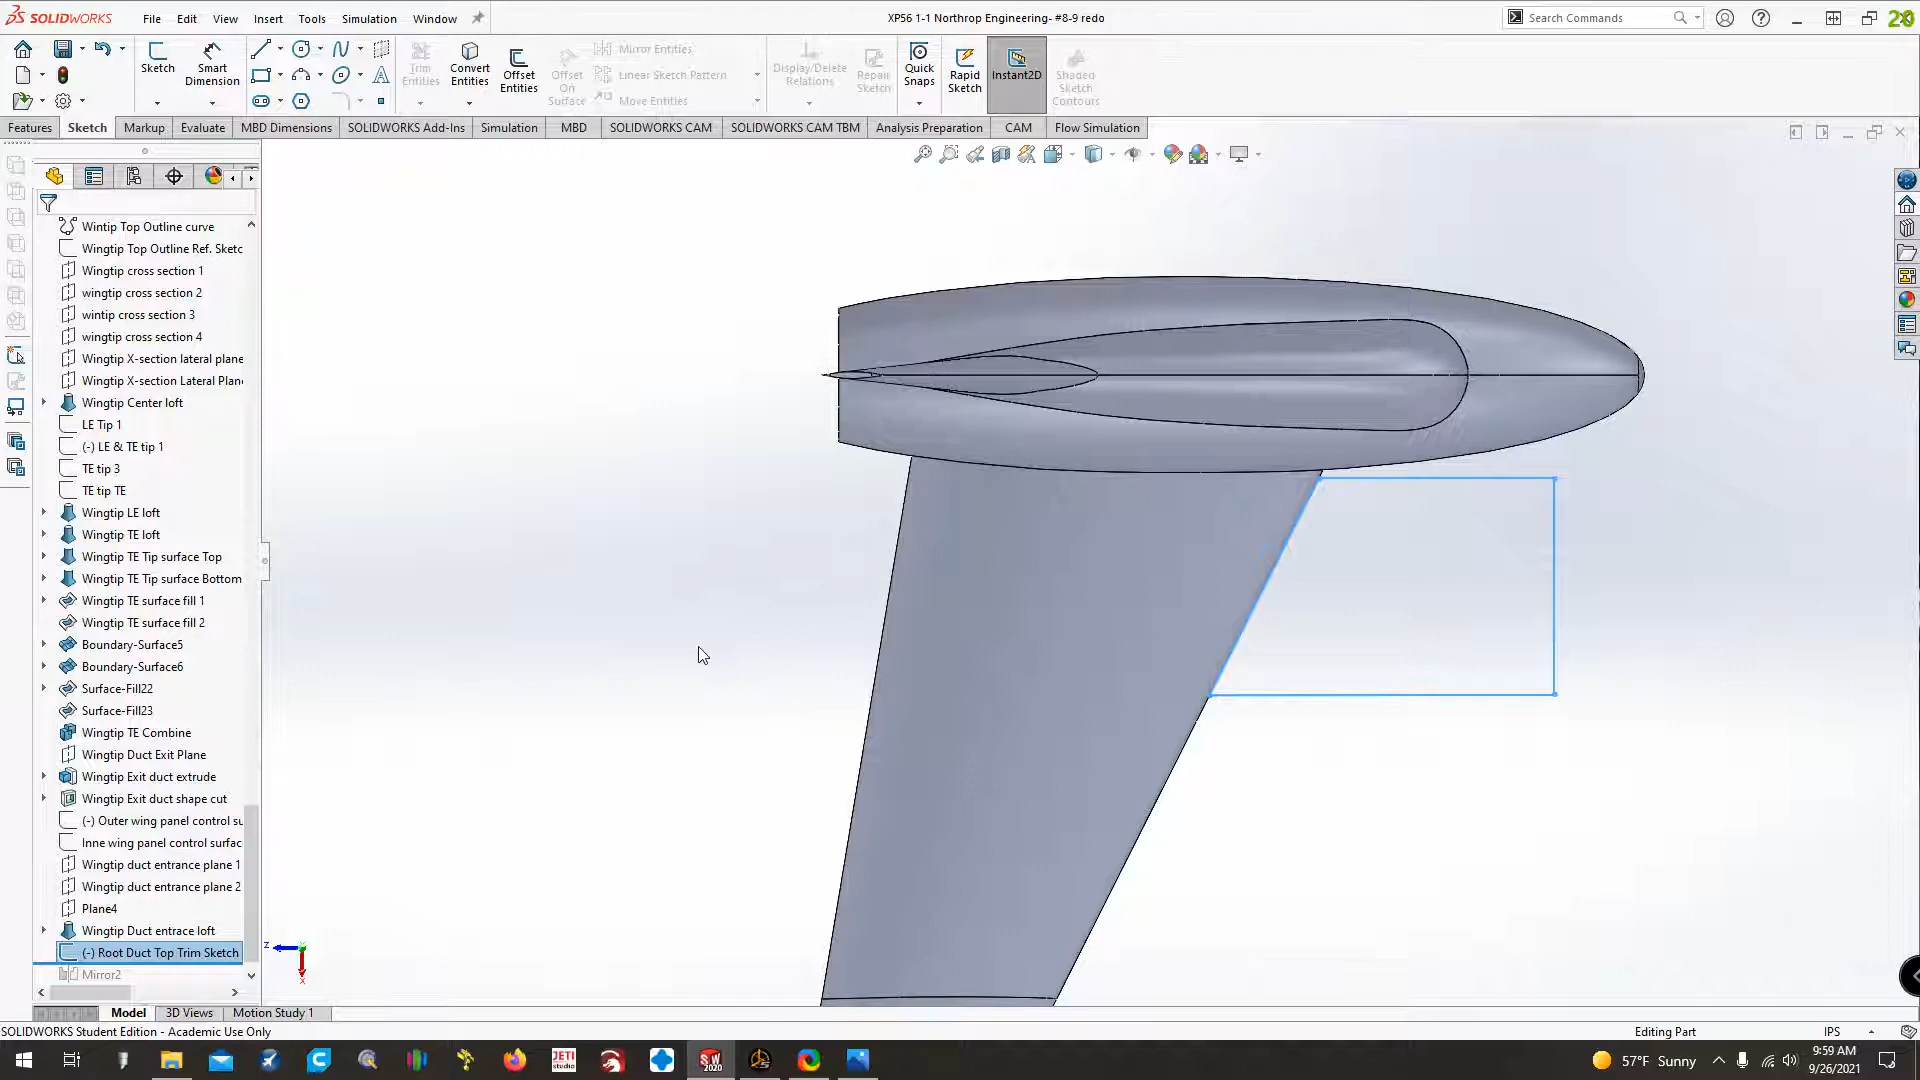 SOLIDWORKS
File Edit View Insert Tools Simulation Window
XP56 1-1 Northrop Engineering- #8-9 redo
Search Commands
20
Sketch
Smart Dimension
Trim Entities
Convert Entities
Offset Entities
Offset On Surface
Mirror Entities
Linear Sketch Pattern
Move Entities
Display/Delete Relations
Repair Sketch
Quick Snaps
Rapid Sketch
Instant2D
Shaded Sketch Contours
Features Sketch Markup Evaluate MBD Dimensions SOLIDWORKS Add-Ins Simulation MBD SOLIDWORKS CAM SOLIDWORKS CAM TBM Analysis Preparation CAM Flow Simulation
Wintip Top Outline curve
Wingtip Top Outline Ref. Sketc
Wingtip cross section 1
wingtip cross section 2
wintip cross section 3
wingtip cross section 4
Wingtip X-section lateral plane
Wingtip X-section Lateral Plan
Wingtip Center loft
LE Tip 1
(-) LE & TE tip 1
TE tip 3
TE tip TE
Wingtip LE loft
Wingtip TE loft
Wingtip TE Tip surface Top
Wingtip TE Tip surface Bottom
Wingtip TE surface fill 1
Wingtip TE surface fill 2
Boundary-Surface5
Boundary-Surface6
Surface-Fill22
Surface-Fill23
Wingtip TE Combine
Wingtip Duct Exit Plane
Wingtip Exit duct extrude
Wingtip Exit duct shape cut
(-) Outer wing panel control su
Inne wing panel control surfac
Wingtip duct entrance plane 1
Wingtip duct entrance plane 2
Plane4
Wingtip Duct entrace loft
(-) Root Duct Top Trim Sketch
Mirror2
Z
X
Model 3D Views Motion Study 1
SOLIDWORKS Student Edition - Academic Use Only
Editing Part
IPS
JETI studio
SW 2020
57°F Sunny
9:59 AM
9/26/2021